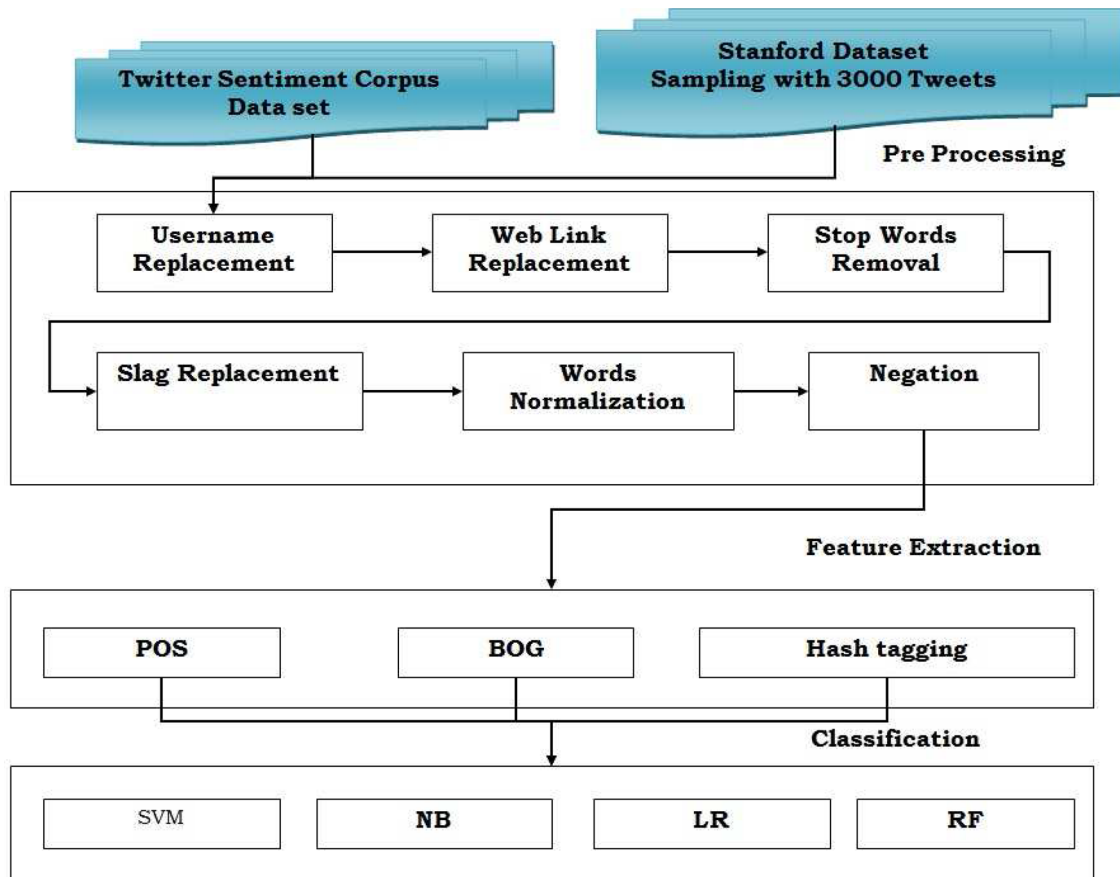 Twitter Sentiment Corpus
Data set
Stanford Dataset
Sampling with 3000 Tweets
Pre Processing
Username
Replacement
Web Link
Replacement
Stop Words
Removal
Slag Replacement
Words
Normalization
Negation
Feature Extraction
POS
BOG
Hash tagging
Classification
SVM
NB
LR
RF